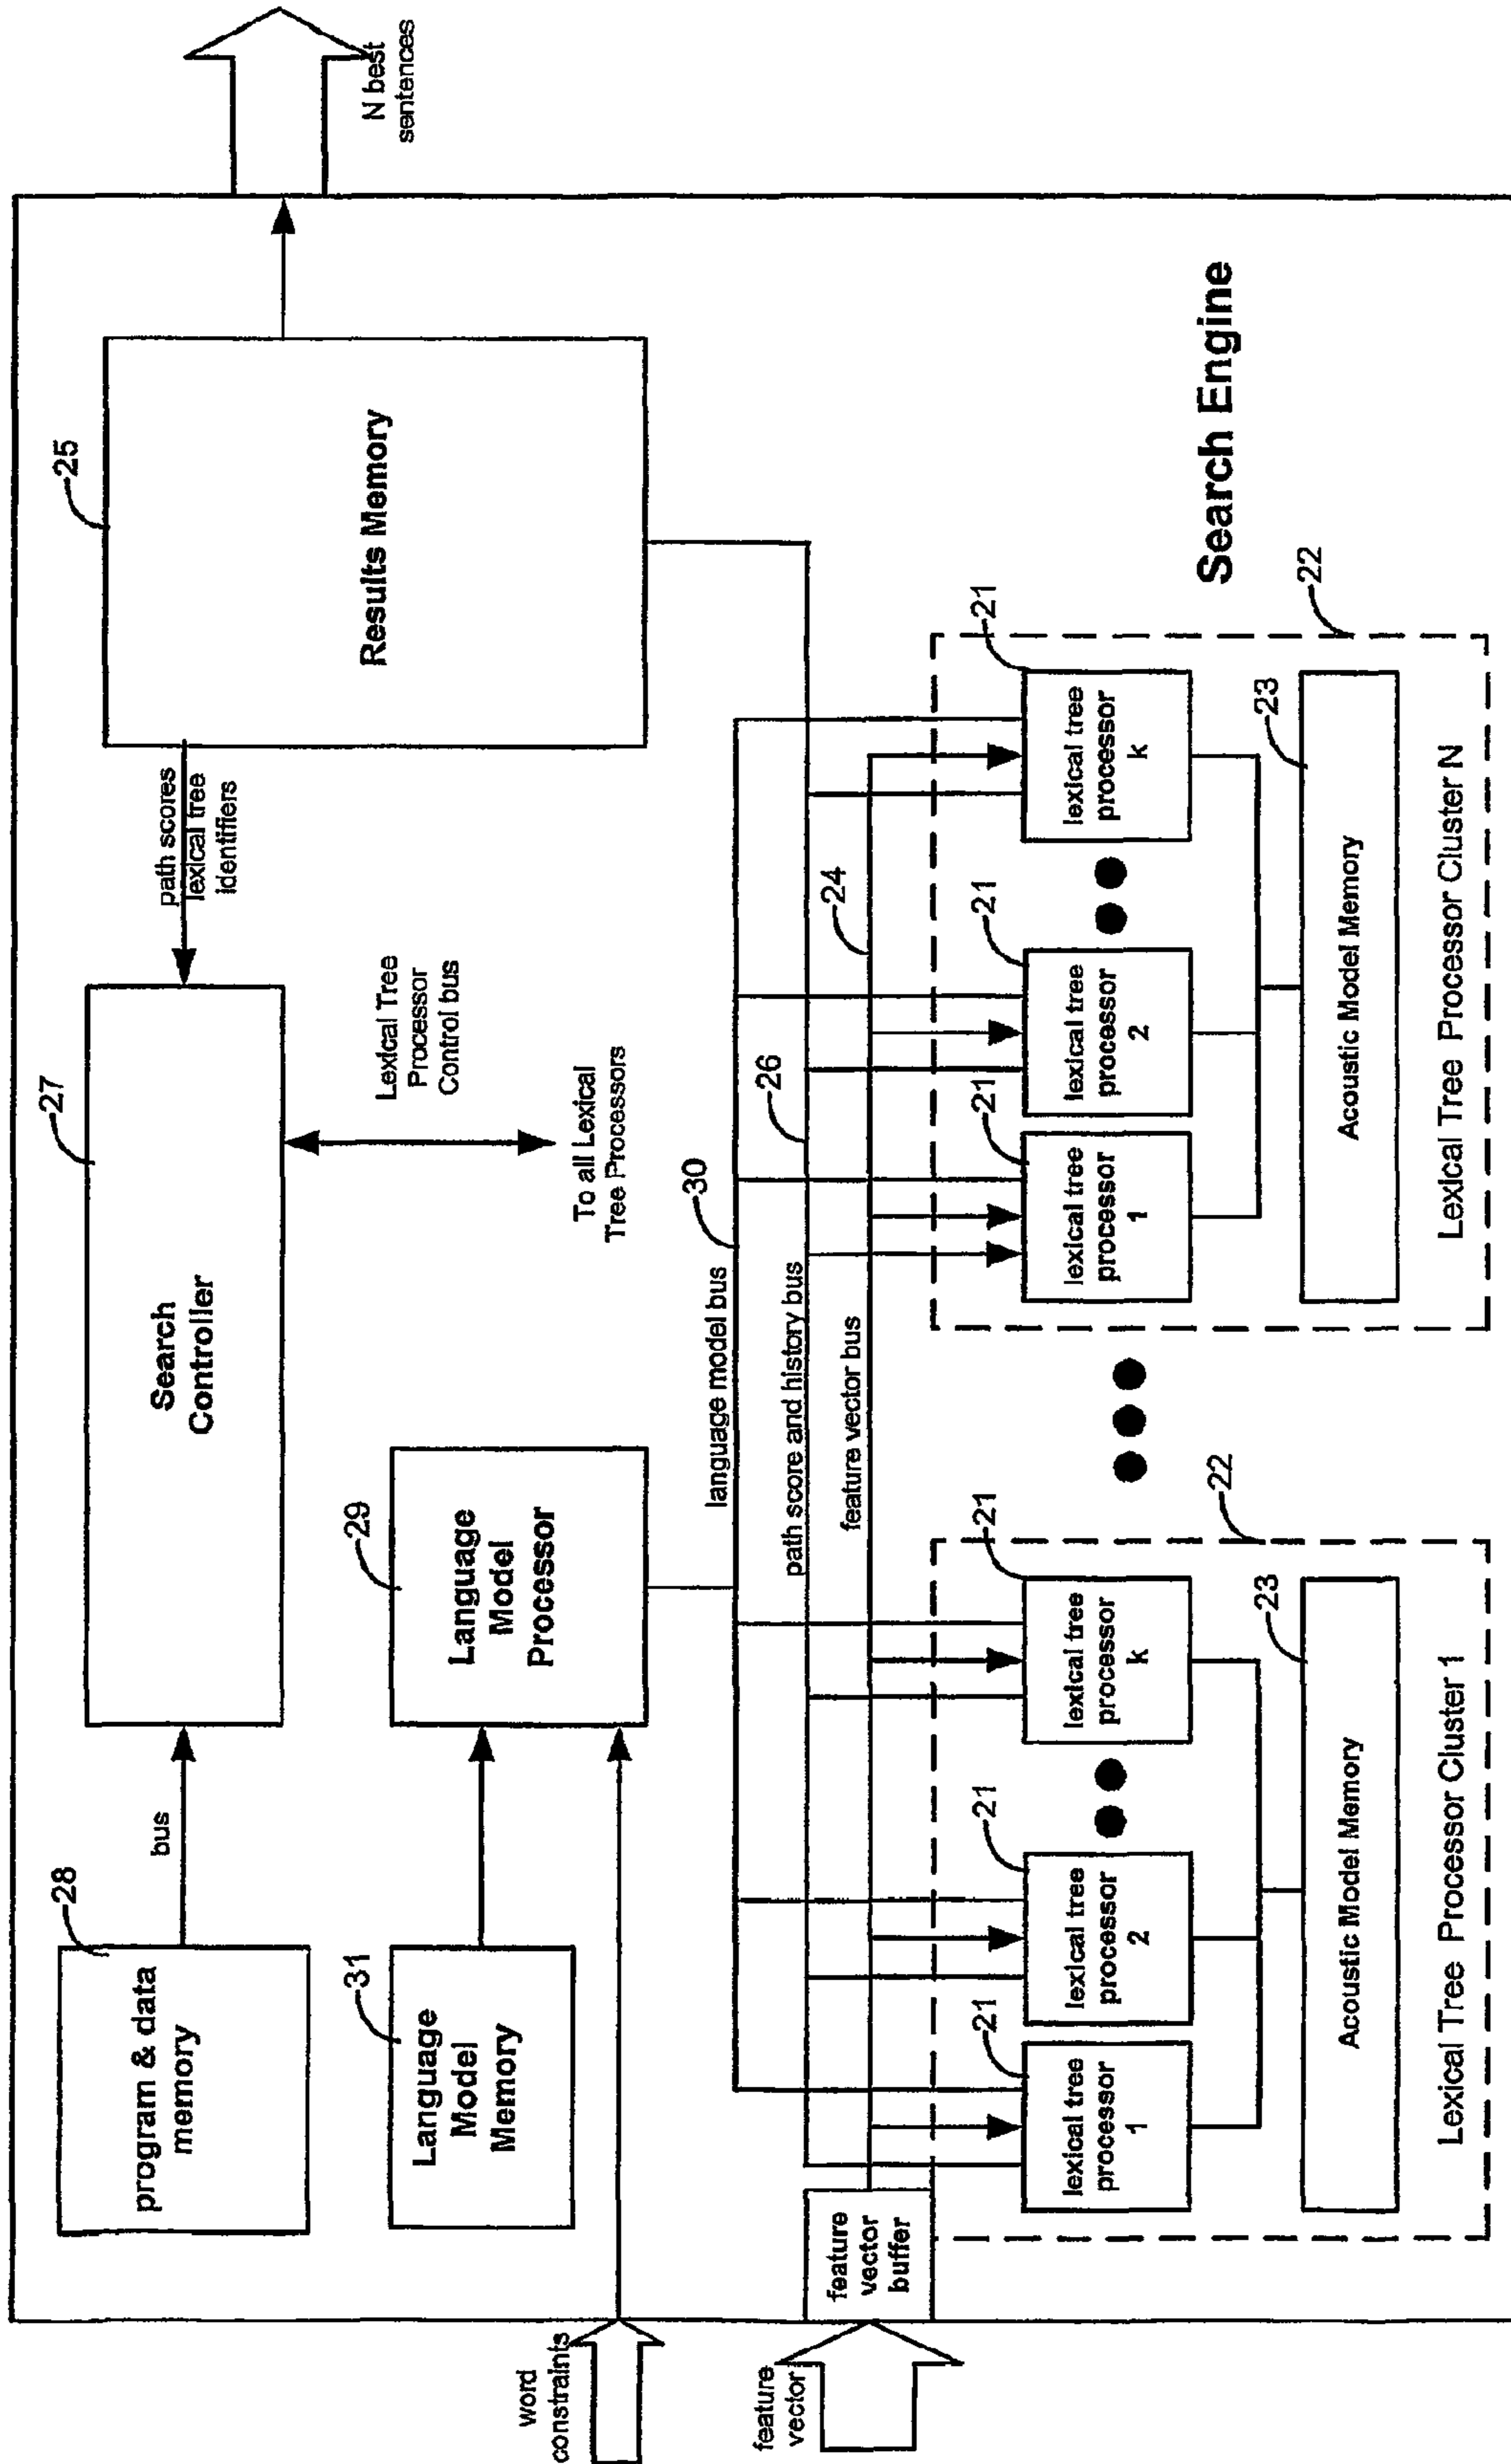 28
program & data
memory
bus
27
Search
Controller
path scores
lexical tree
identifiers
25
Results Memory
N best
sentences
31
Language
Model
Memory
29
Language
Model
Processor
Lexical Tree
Processor
Control bus
To all Lexical
Tree Processors
word
constraints
language model bus
30
path score and history bus
26
feature vector bus
24
feature
vector
feature
vector
buffer
21
lexical tree
processor
1
21
lexical tree
processor
2
21
lexical tree
processor
k
22
23
Acoustic Model Memory
Lexical Tree Processor Cluster 1
21
lexical tree
processor
1
21
lexical tree
processor
2
21
lexical tree
processor
k
22
23
Acoustic Model Memory
Lexical Tree Processor Cluster N
Search Engine